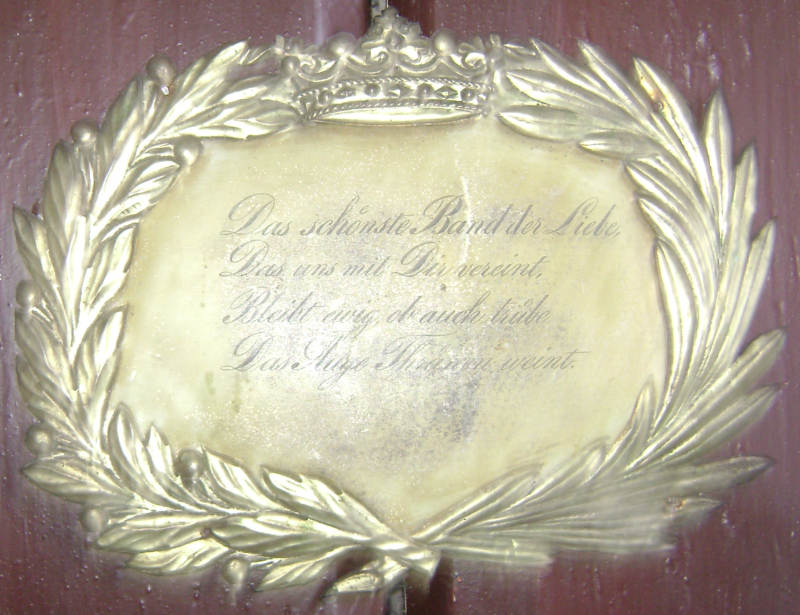 Das schönste Band der Liebe,
Das uns mit Dir vereint,
Bleibt ewig, ob auch trübe
Das Auge Thränen weint.